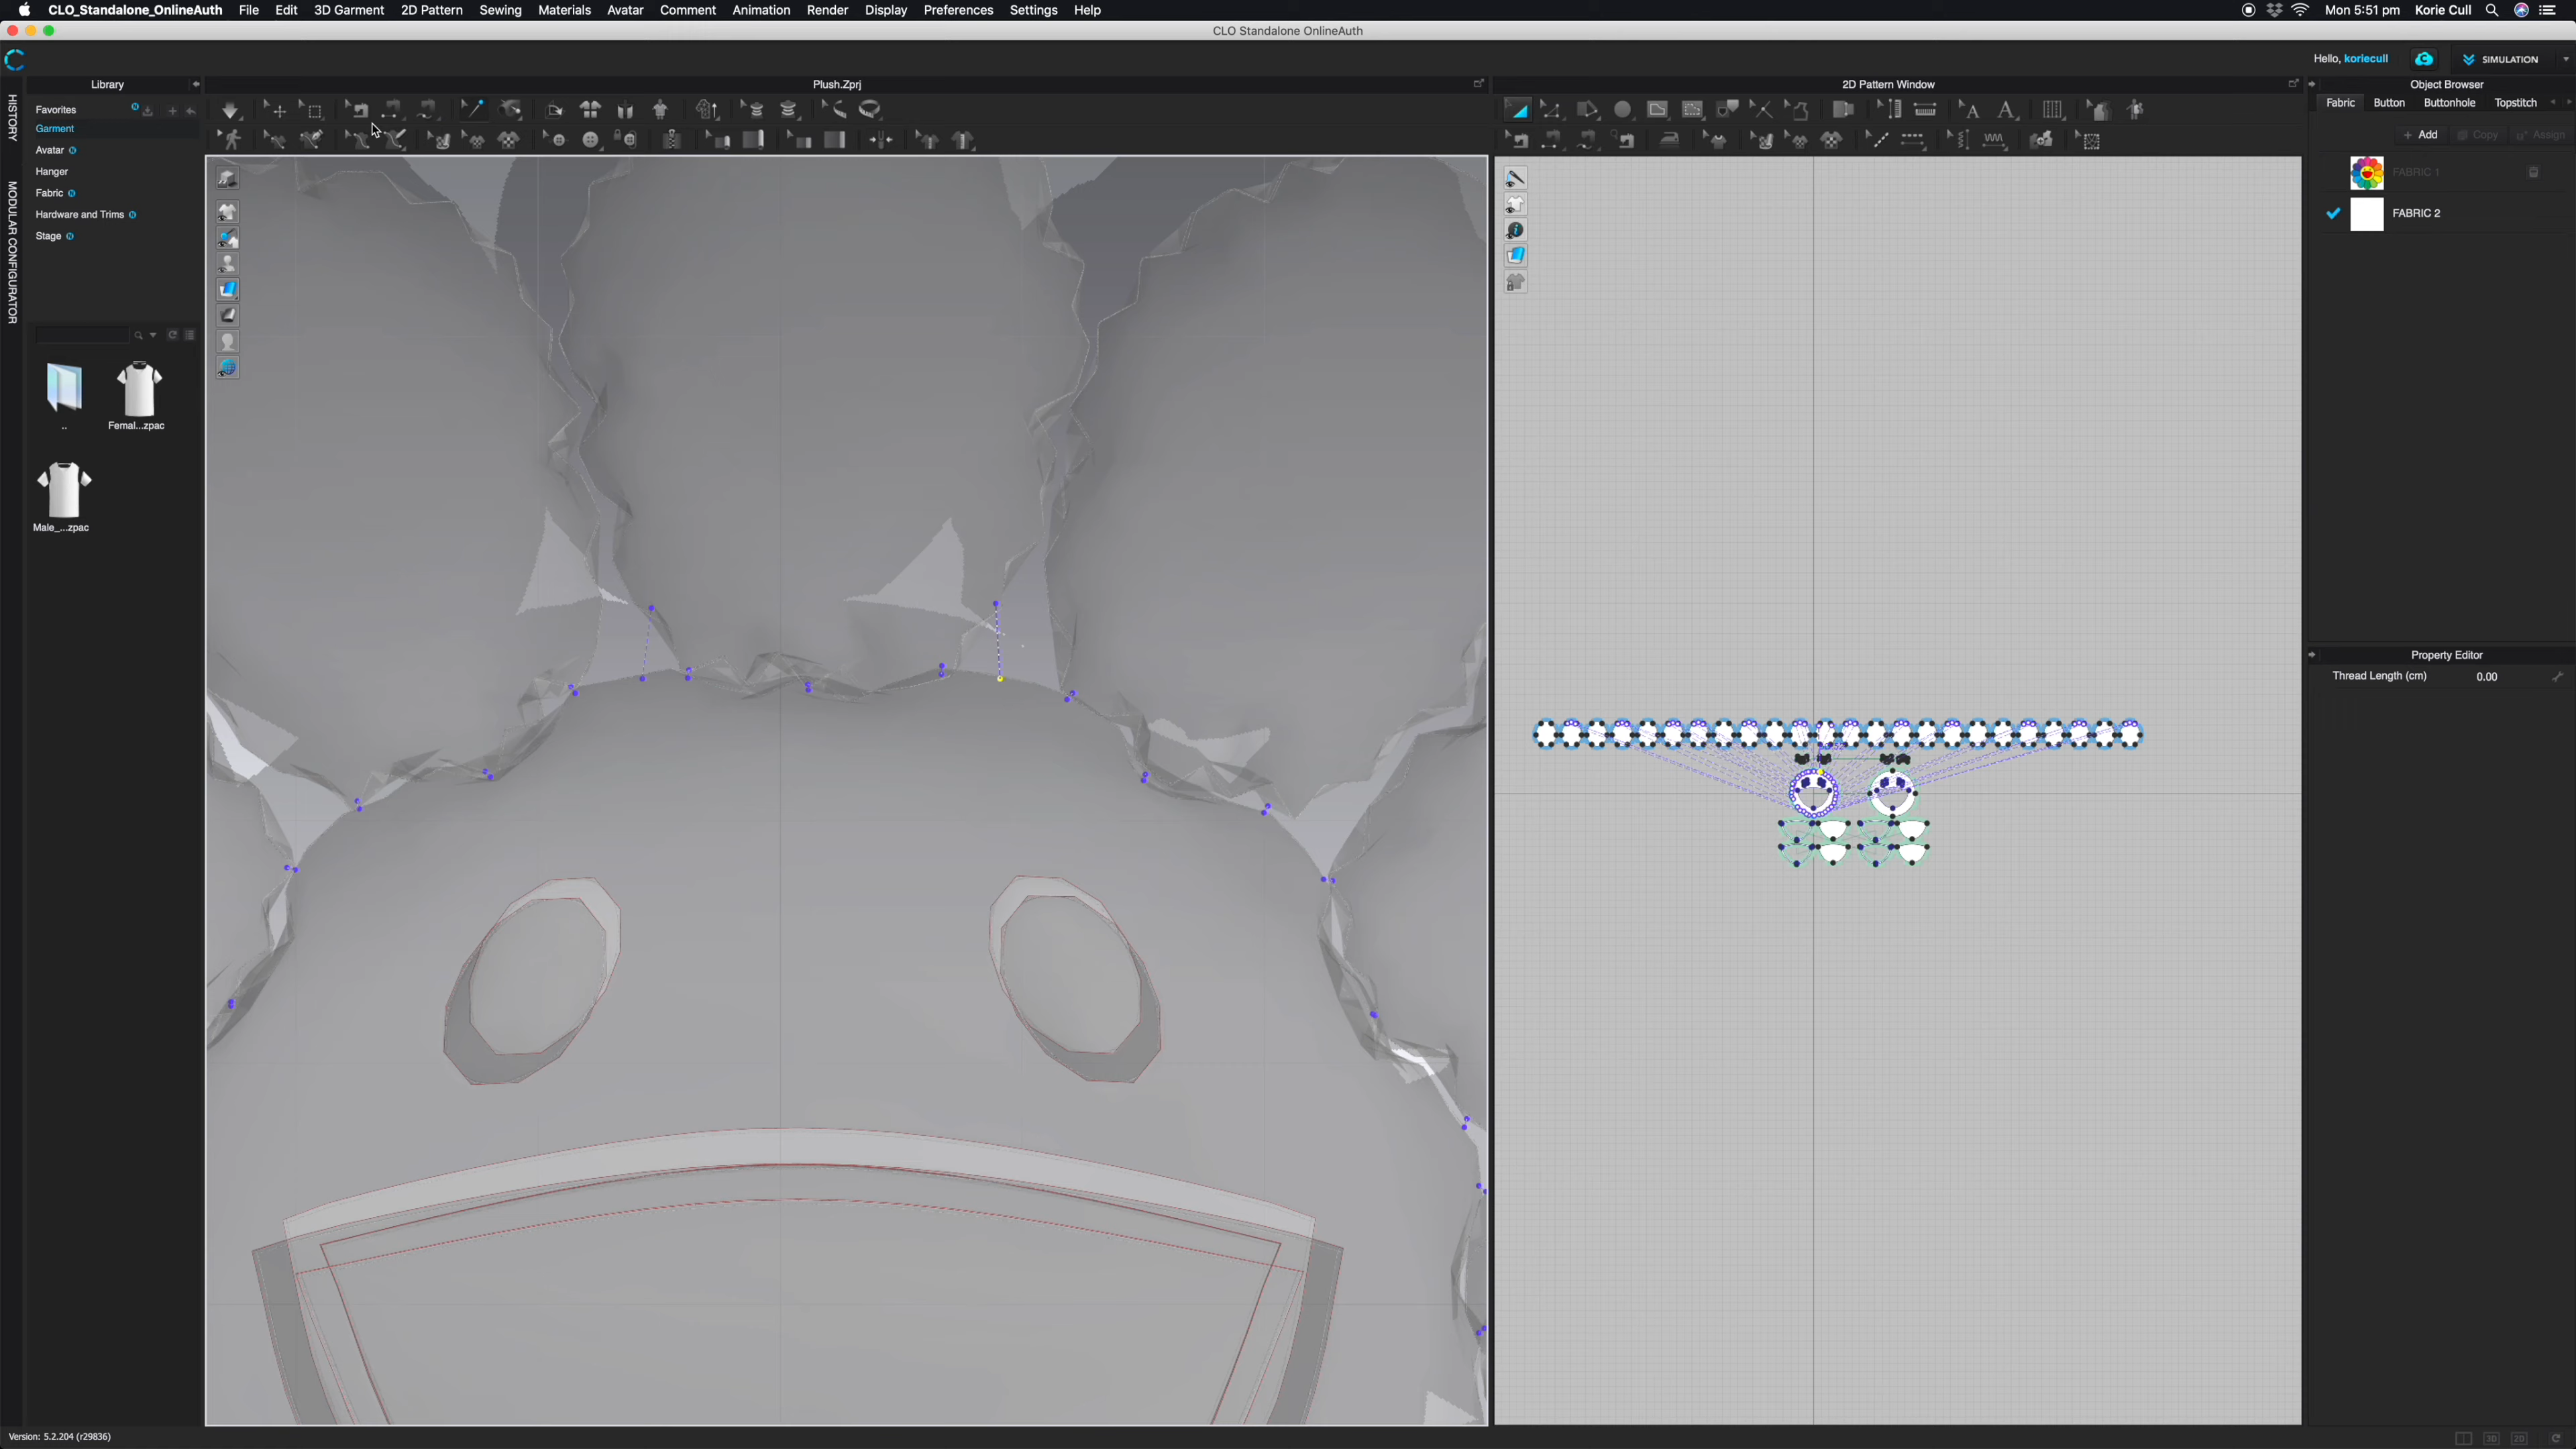 CLO_Standalone_OnlineAuth File Edit 3D Garment 2D Pattern Sewing Materials Avatar Comment Animation Render Display Preferences Settings Help Mon 5:51 pm Korie Cull
CLO Standalone OnlineAuth
Hello, koriecull SIMULATION
Library Plush.Zprj 2D Pattern Window Object Browser
HISTORY
MODULAR CONFIGURATOR
Favorites
Garment
Avatar
Hanger
Fabric
Hardware and Trims
Stage
..
Femal...zpac
Male_...zpac
Fabric Button Buttonhole Topstitch
+ Add Copy Assign
FABRIC 1
FABRIC 2
Property Editor
Thread Length (cm) 0.00
Version: 5.2.204 (r29836)
3D 2D